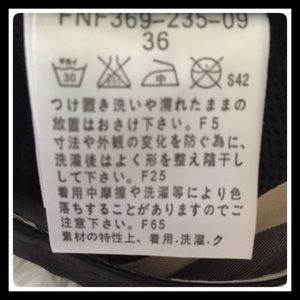 FNF369-235-09
36
30 S42
つけ置き洗いや濡れたままの
放置はおさけ下さい。F5
寸法や外観の変化を防ぐ為に、
洗濯後はよく形を整え陰干し
して下さい。F25
着用中摩擦や洗濯等により色
落ちすることがありますのでご
注意下さい。F65
素材の特性上、着用.洗濯.ク